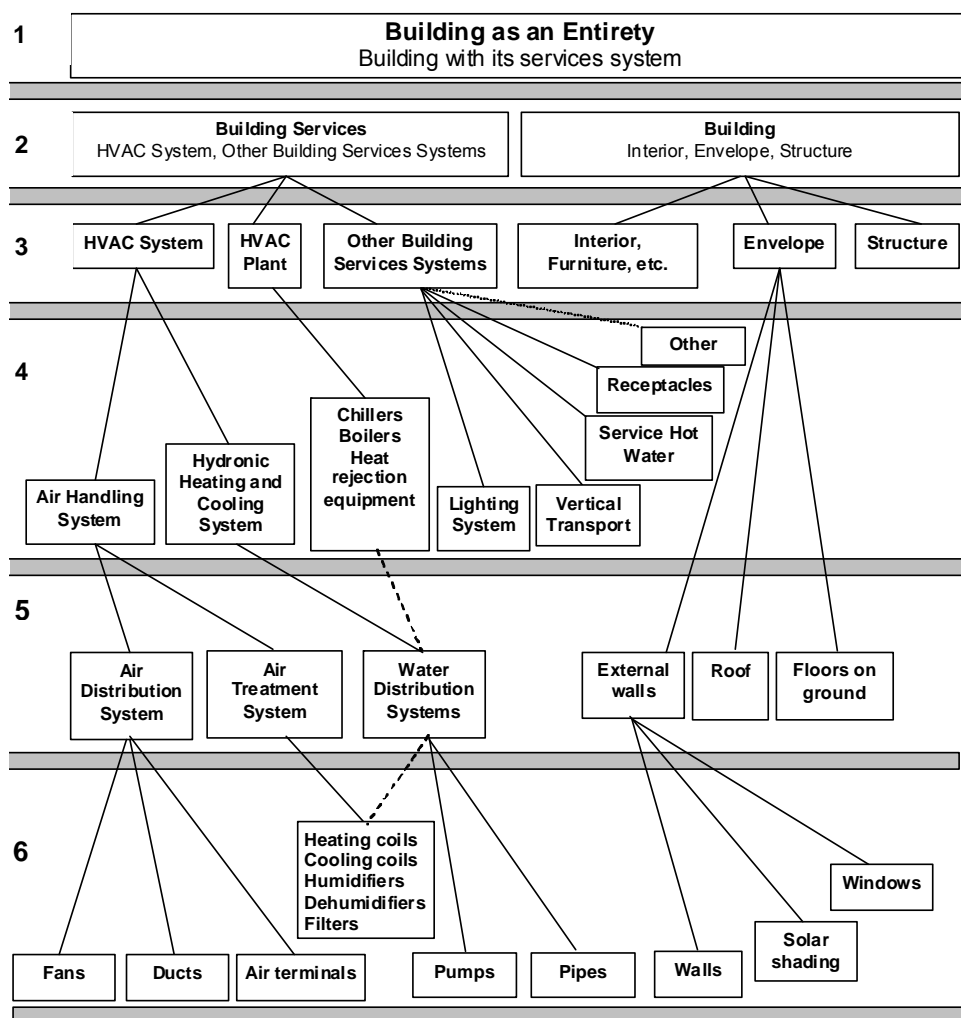 1
Building as an Entirety
Building with its services system
2
Building Services
HVAC System, Other Building Services Systems
Building
Interior, Envelope, Structure
3
HVAC System
HVAC
Plant
Other Building
Services Systems
Interior,
Furniture, etc.
Envelope
Structure
4
Other
Receptacles
Service Hot
Water
Vertical
Transport
Lighting
System
Chillers
Boilers
Heat
rejection
equipment
Hydronic
Heating and
Cooling
System
Air Handling
System
5
Air
Distribution
System
Air
Treatment
System
Water
Distribution
Systems
External
walls
Roof
Floors on
ground
6
Heating coils
Cooling coils
Humidifiers
Dehumidifiers
Filters
Windows
Solar
shading
Fans
Ducts
Air terminals
Pumps
Pipes
Walls